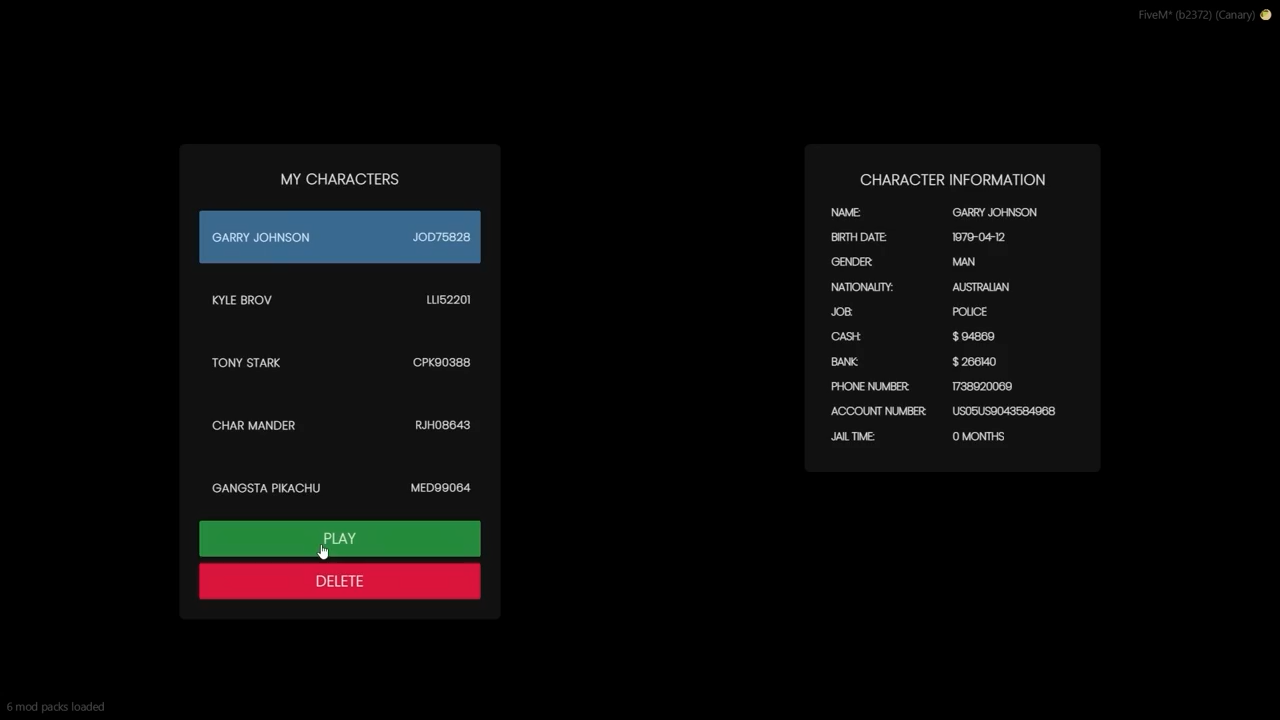 FiveM* (b2372) (Canary)
MY CHARACTERS
GARRY JOHNSON JOD75828
KYLE BROV LLI52201
TONY STARK CPK90388
CHAR MANDER RJH08643
GANGSTA PIKACHU MED99064
PLAY
DELETE
CHARACTER INFORMATION
NAME: GARRY JOHNSON
BIRTH DATE: 1979-04-12
GENDER: MAN
NATIONALITY: AUSTRALIAN
JOB: POLICE
CASH: $ 94869
BANK: $ 266140
PHONE NUMBER: 1738920069
ACCOUNT NUMBER: US05US9043584968
JAIL TIME: 0 MONTHS
6 mod packs loaded